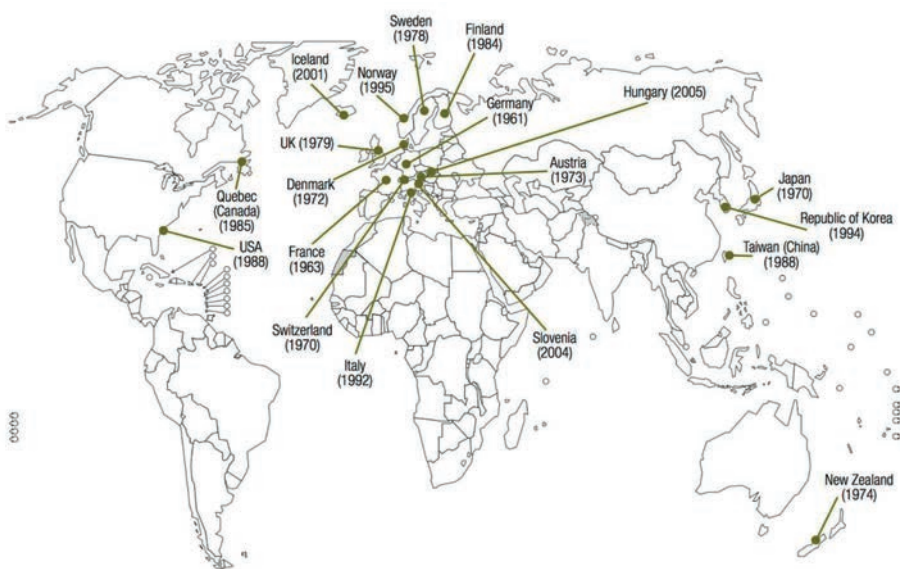 Sweden
(1978)
Finland
(1984)
Iceland
(2001)
Norway
(1995)
Germany
(1961)
Hungary (2005)
UK (1979)
Denmark
(1972)
Austria
(1973)
Japan
(1970)
Republic of Korea
(1994)
Quebec
(Canada)
(1985)
USA
(1988)
France
(1963)
Taiwan (China)
(1988)
Switzerland
(1970)
Slovenia
(2004)
Italy
(1992)
New Zealand
(1974)